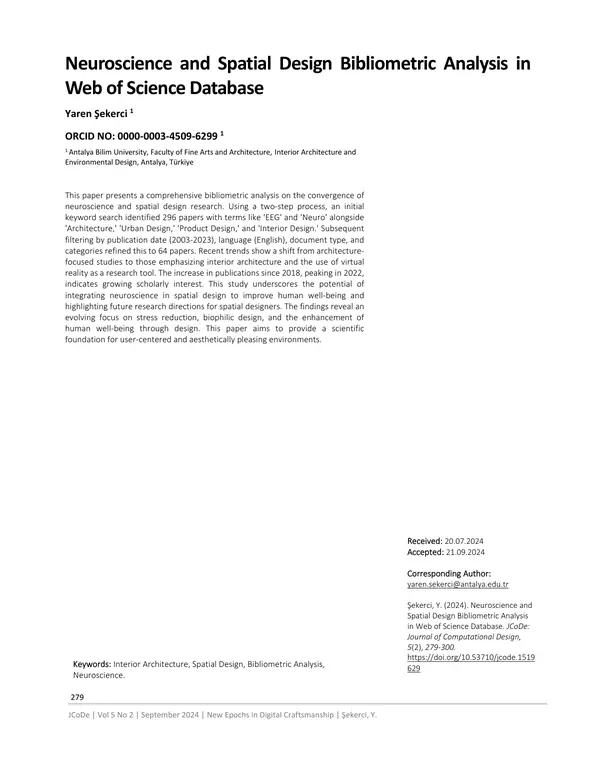 Neuroscience and Spatial Design Bibliometric Analysis in
Web of Science Database
Yaren Şekerci 1
ORCID NO: 0000-0003-4509-6299 1
1 Antalya Bilim University, Faculty of Fine Arts and Architecture, Interior Architecture and
Environmental Design, Antalya, Türkiye
This paper presents a comprehensive bibliometric analysis on the convergence of
neuroscience and spatial design research. Using a two-step process, an initial
keyword search identified 296 papers with terms like 'EEG' and 'Neuro' alongside
'Architecture,' 'Urban Design,' 'Product Design,' and 'Interior Design.' Subsequent
filtering by publication date (2003-2023), language (English), document type, and
categories refined this to 64 papers. Recent trends show a shift from architecture-
focused studies to those emphasizing interior architecture and the use of virtual
reality as a research tool. The increase in publications since 2018, peaking in 2022,
indicates growing scholarly interest. This study underscores the potential of
integrating neuroscience in spatial design to improve human well-being and
highlighting future research directions for spatial designers. The findings reveal an
evolving focus on stress reduction, biophilic design, and the enhancement of
human well-being through design. This paper aims to provide a scientific
foundation for user-centered and aesthetically pleasing environments.
Received: 20.07.2024
Accepted: 21.09.2024
Corresponding Author:
yaren.sekerci@antalya.edu.tr
Şekerci, Y. (2024). Neuroscience and
Spatial Design Bibliometric Analysis
in Web of Science Database. JCoDe:
Journal of Computational Design,
5(2), 279-300.
https://doi.org/10.53710/jcode.1519
629
Keywords: Interior Architecture, Spatial Design, Bibliometric Analysis,
Neuroscience.
279
JCoDe | Vol 5 No 2 | September 2024 | New Epochs in Digital Craftsmanship | Şekerci, Y.